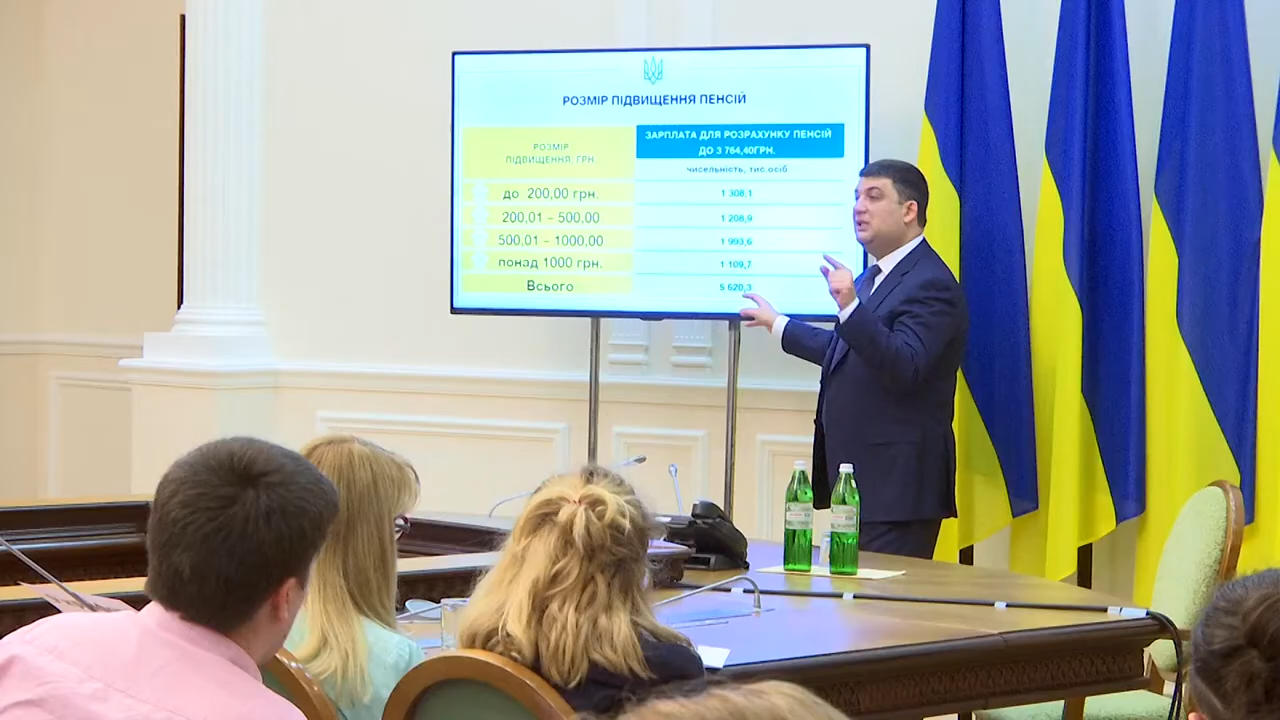 РОЗМІР ПІДВИЩЕННЯ ПЕНСІЙ
РОЗМІР
ПІДВИЩЕННЯ, ГРН.
ЗАРПЛАТА ДЛЯ РОЗРАХУНКУ ПЕНСІЙ
ДО 3 764,40ГРН.
чисельність, тис.осіб
до 200,00 грн. 1 308,1
200,01 – 500,00 1 208,9
500,01 – 1000,00 1 993,6
понад 1000 грн. 1 109,7
Всього 5 620,3